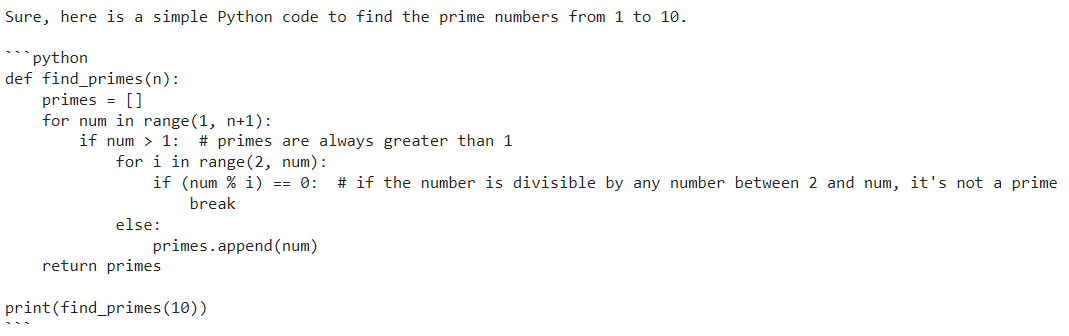 Sure, here is a simple Python code to find the prime numbers from 1 to 10.

```python
def find_primes(n):
    primes = []
    for num in range(1, n+1):
        if num > 1:  # primes are always greater than 1
            for i in range(2, num):
                if (num % i) == 0:  # if the number is divisible by any number between 2 and num, it's not a prime
                    break
            else:
                primes.append(num)
    return primes

print(find_primes(10))
```